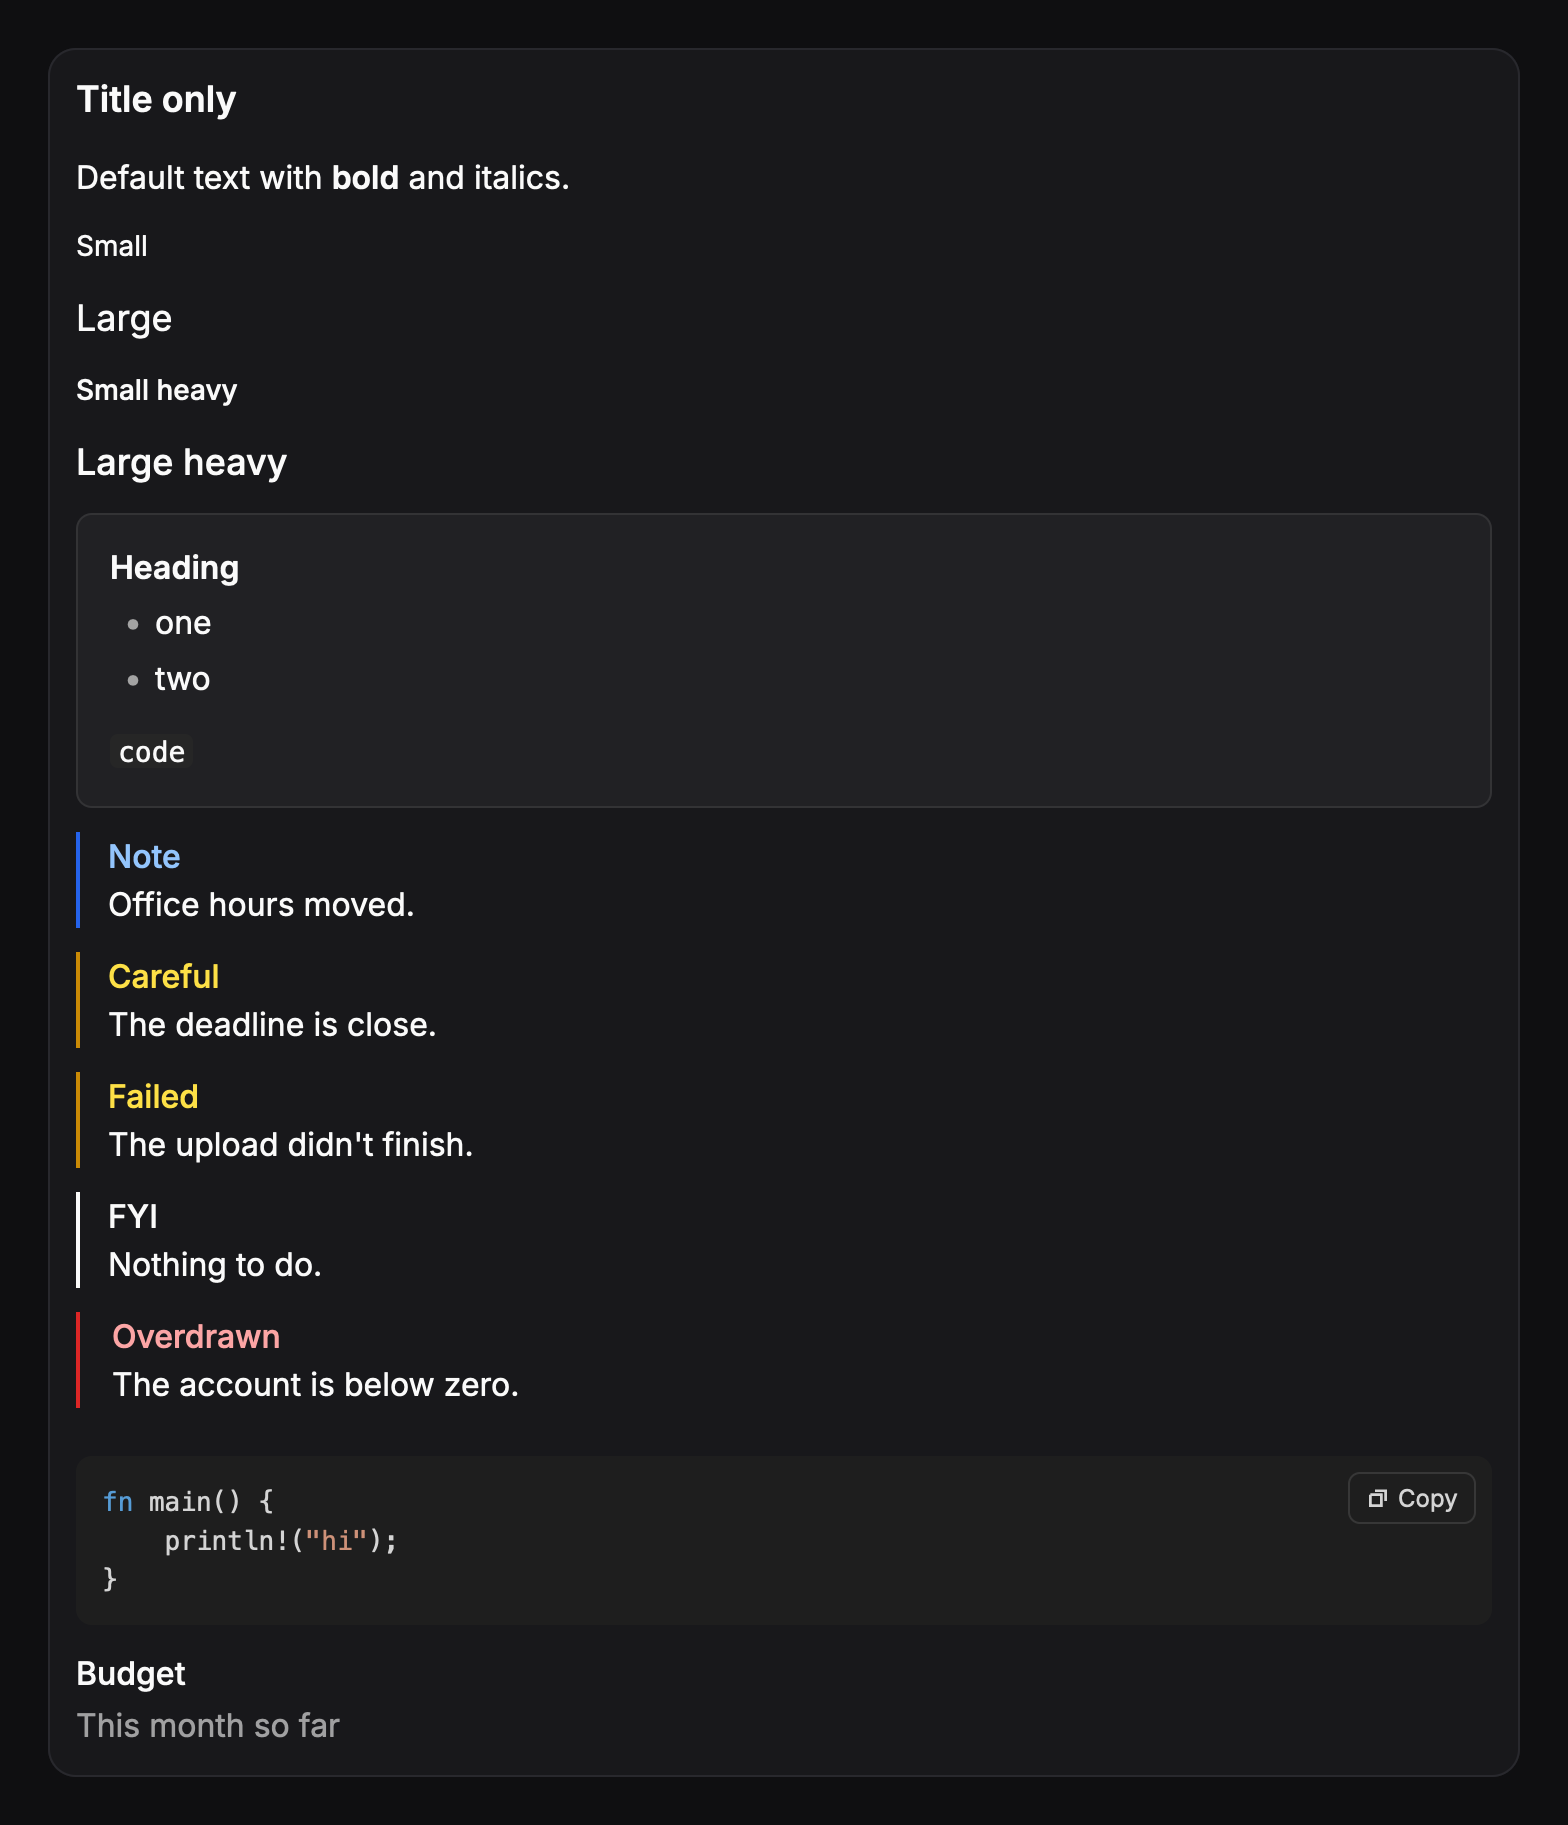 Title only
Default text with bold and italics.
Small
Large
Small heavy
Large heavy
Heading
one
two
code
Note
Office hours moved.
Careful
The deadline is close.
Failed
The upload didn't finish.
FYI
Nothing to do.
Overdrawn
The account is below zero.
fn main() {
    println!("hi");
}
Copy
Budget
This month so far